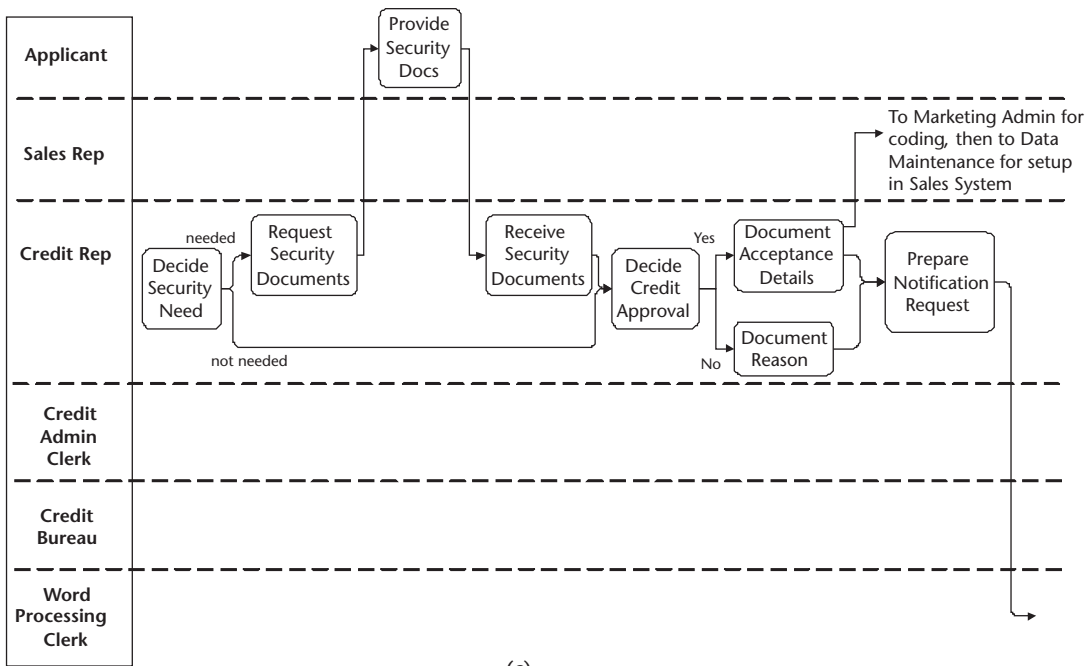 Applicant
Provide
Security
Docs
Sales Rep
To Marketing Admin for
coding, then to Data
Maintenance for setup
in Sales System
Credit Rep
Decide
Security
Need
needed
not needed
Request
Security
Documents
Receive
Security
Documents
Decide
Credit
Approval
Yes
No
Document
Acceptance
Details
Document
Reason
Prepare
Notification
Request
Credit
Admin
Clerk
Credit
Bureau
Word
Processing
Clerk